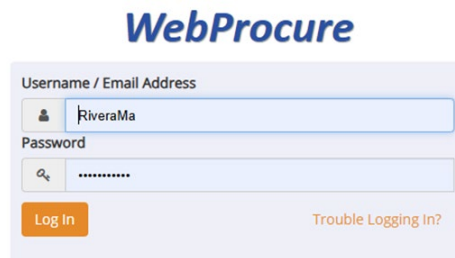 WebProcure
Username / Email Address
RiveraMa
Password
•••••••••••
Log In
Trouble Logging In?